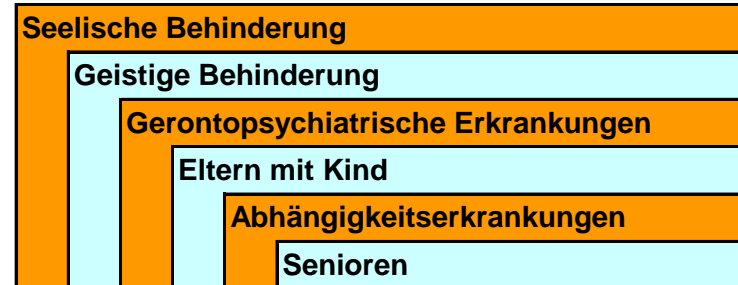 Seelische Behinderung
Geistige Behinderung
Gerontopsychiatrische Erkrankungen
Eltern mit Kind
Abhängigkeitserkrankungen
Senioren